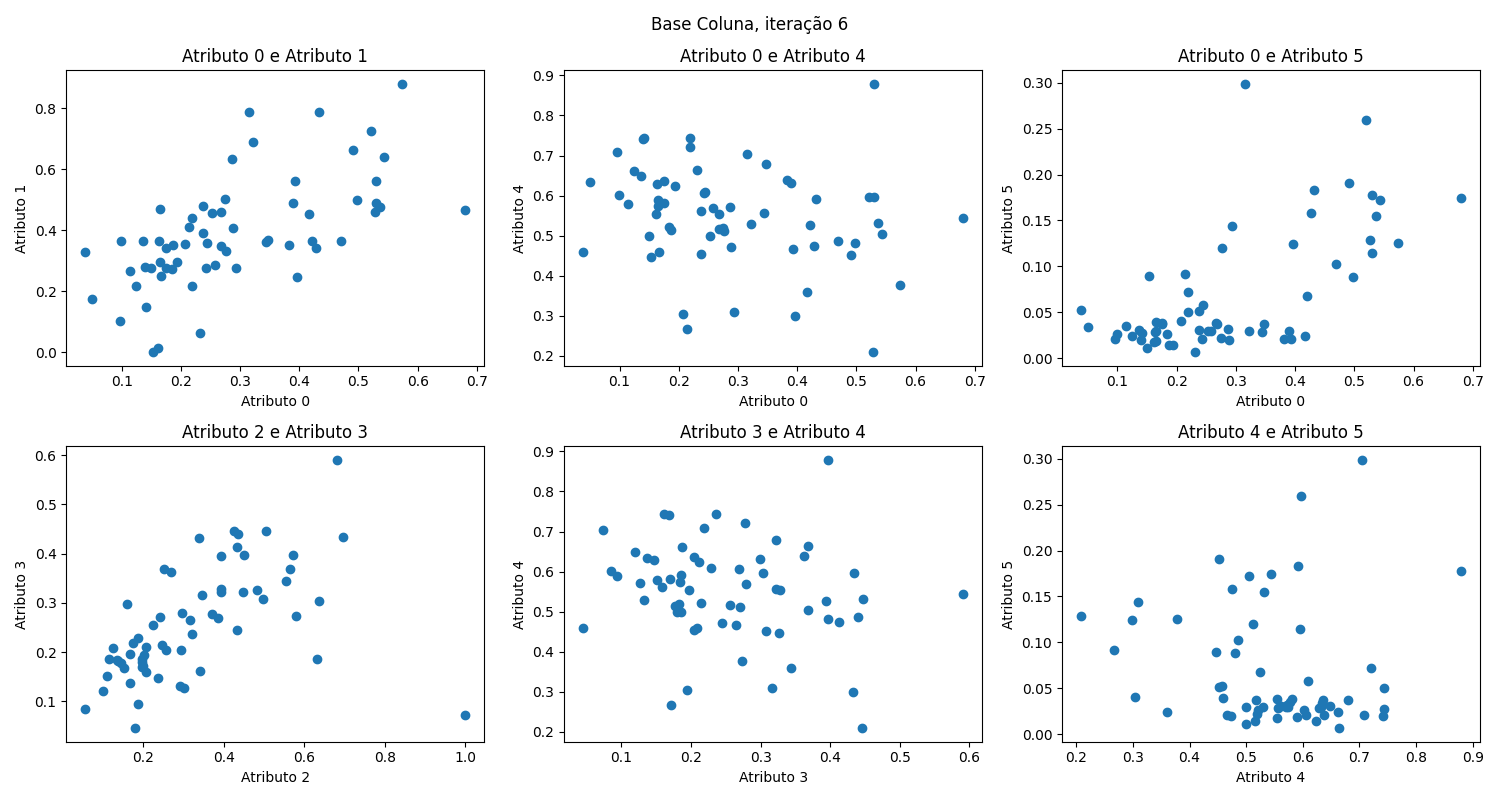 Base Coluna, iteração 6
Atributo 0 e Atributo 1
Atributo 1
0.8
0.6
0.4
0.2
0.0
0.1 0.2 0.3 0.4 0.5 0.6 0.7
Atributo 0
Atributo 0 e Atributo 4
Atributo 4
0.9
0.8
0.7
0.6
0.5
0.4
0.3
0.2
0.1 0.2 0.3 0.4 0.5 0.6 0.7
Atributo 0
Atributo 0 e Atributo 5
Atributo 5
0.30
0.25
0.20
0.15
0.10
0.05
0.00
0.1 0.2 0.3 0.4 0.5 0.6 0.7
Atributo 0
Atributo 2 e Atributo 3
Atributo 3
0.6
0.5
0.4
0.3
0.2
0.1
0.2 0.4 0.6 0.8 1.0
Atributo 2
Atributo 3 e Atributo 4
Atributo 4
0.9
0.8
0.7
0.6
0.5
0.4
0.3
0.2
0.1 0.2 0.3 0.4 0.5 0.6
Atributo 3
Atributo 4 e Atributo 5
Atributo 5
0.30
0.25
0.20
0.15
0.10
0.05
0.00
0.2 0.3 0.4 0.5 0.6 0.7 0.8 0.9
Atributo 4